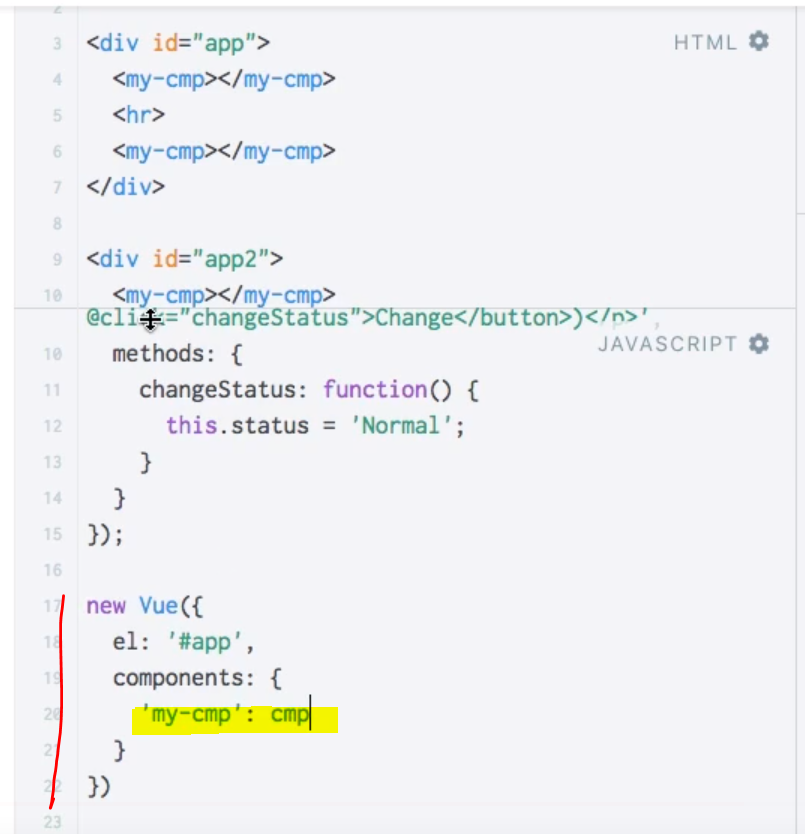 2
3 <div id="app">
HTML
4 <my-cmp></my-cmp>
5 <hr>
6 <my-cmp></my-cmp>
7 </div>
8
9 <div id="app2">
10 <my-cmp></my-cmp>
@click="changeStatus">Change</button>)</p>',
JAVASCRIPT
10 methods: {
11 changeStatus: function() {
12 this.status = 'Normal';
13 }
14 }
15 });
16
17 new Vue({
18 el: '#app',
19 components: {
20 'my-cmp': cmp
21 }
22 })
23